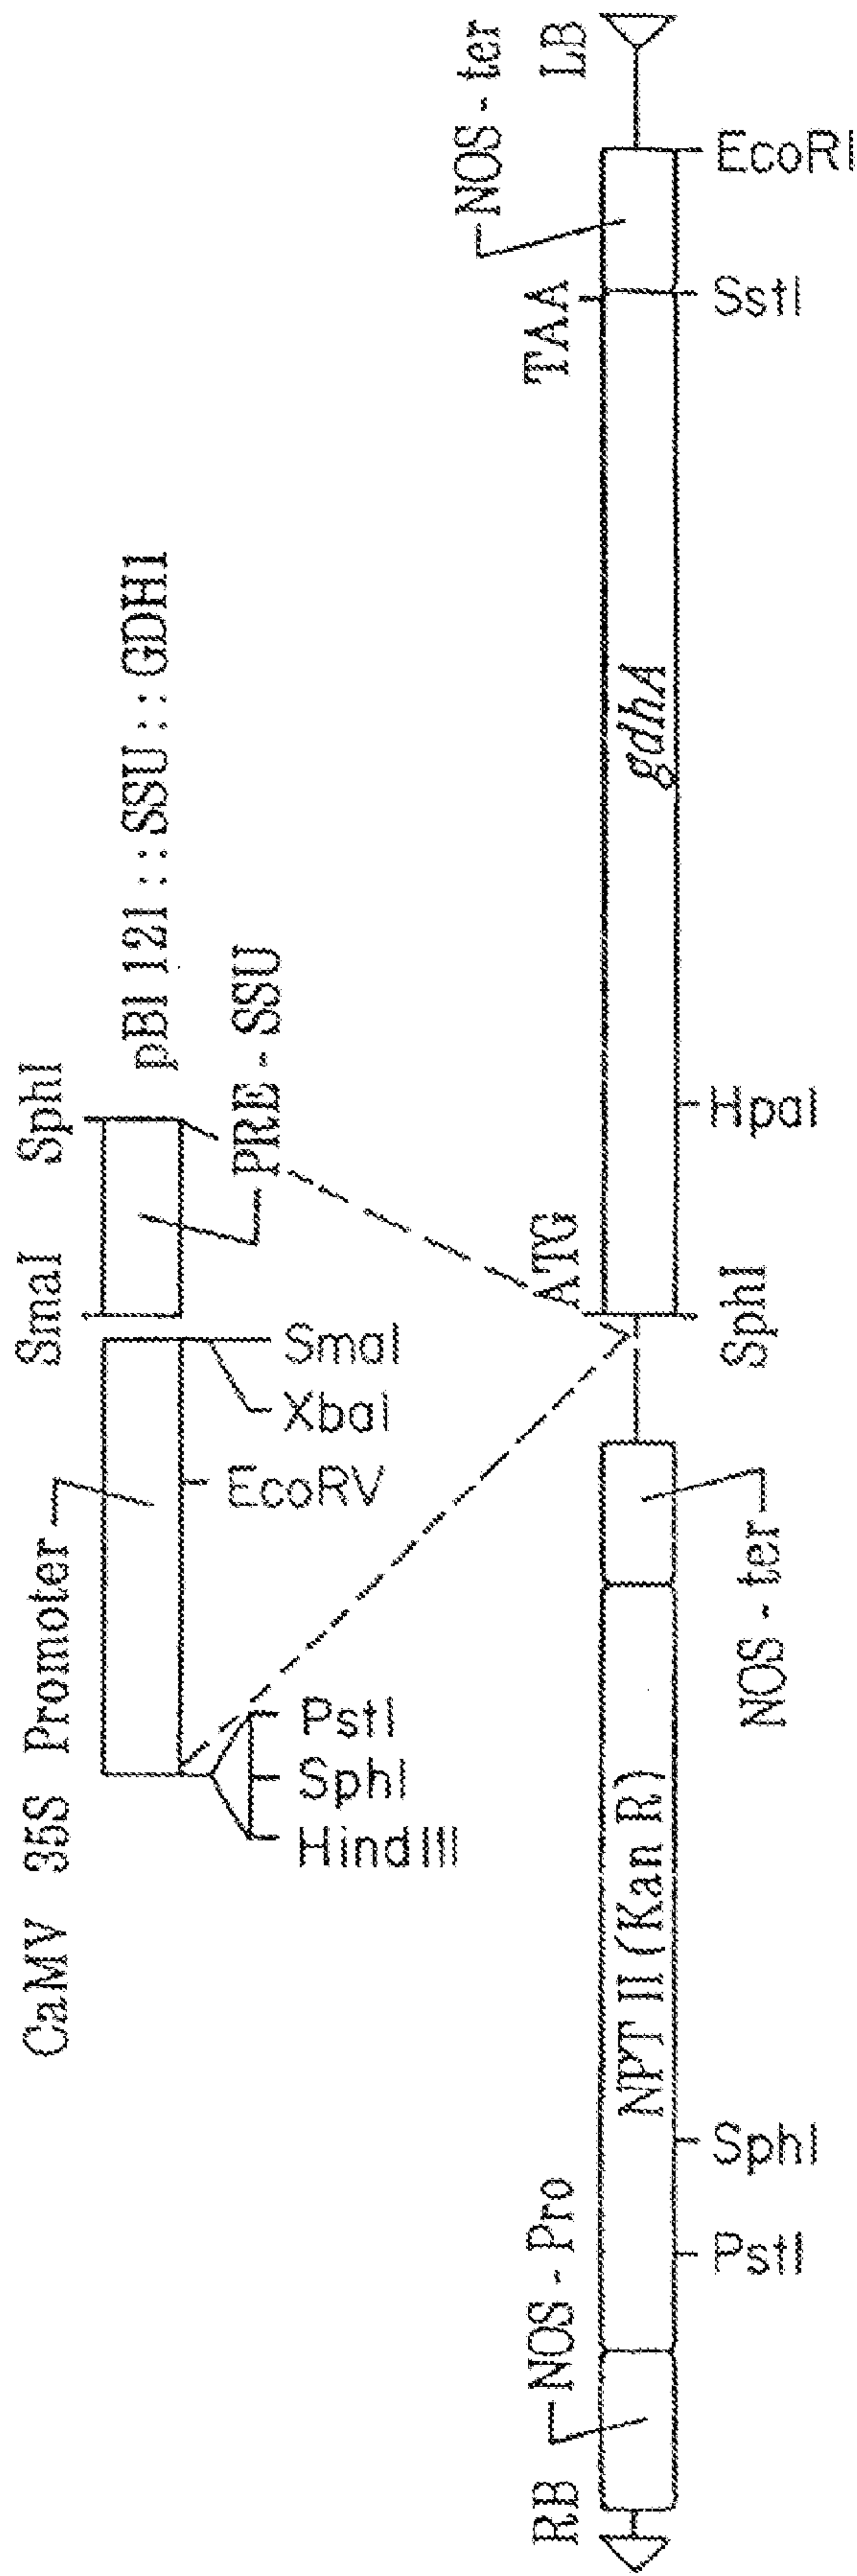 CaMV 35S Promoter
SmaI
SphI
pBI 121::SSU::GDH1
PRE - SSU
SmaI
XbaI
EcoRV
PstI
SphI
HindIII
RB
NOS - Pro
ATG
TAA
NOS - ter
LB
NPT II (Kan R)
gdhA
PstI
SphI
NOS - ter
SphI
HpaI
SstI
EcoRI